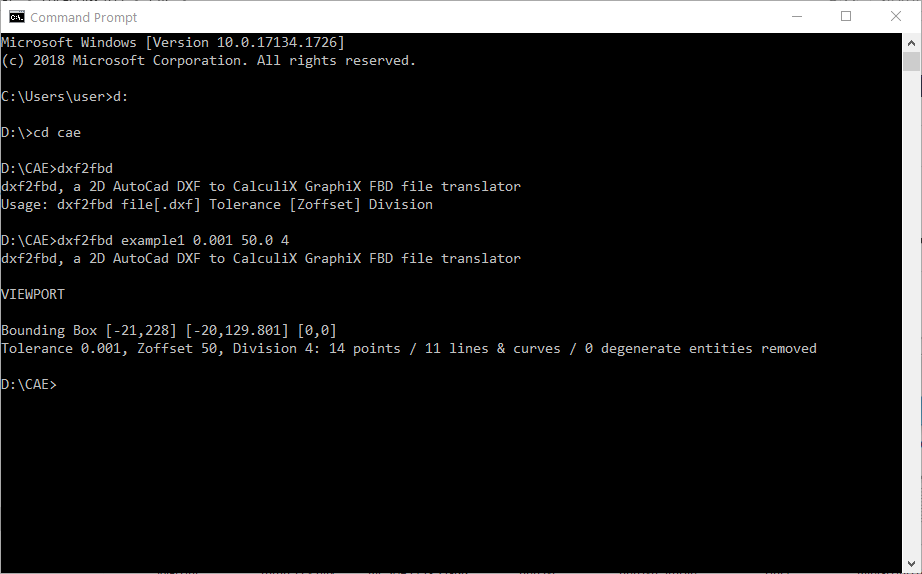 Command Prompt
Microsoft Windows [Version 10.0.17134.1726]
(c) 2018 Microsoft Corporation. All rights reserved.
C:\Users\user>d:
D:\>cd cae
D:\CAE>dxf2fbd
dxf2fbd, a 2D AutoCad DXF to CalculiX GraphiX FBD file translator
Usage: dxf2fbd file[.dxf] Tolerance [Zoffset] Division
D:\CAE>dxf2fbd example1 0.001 50.0 4
dxf2fbd, a 2D AutoCad DXF to CalculiX GraphiX FBD file translator
VIEWPORT
Bounding Box [-21,228] [-20,129.801] [0,0]
Tolerance 0.001, Zoffset 50, Division 4: 14 points / 11 lines & curves / 0 degenerate entities removed
D:\CAE>